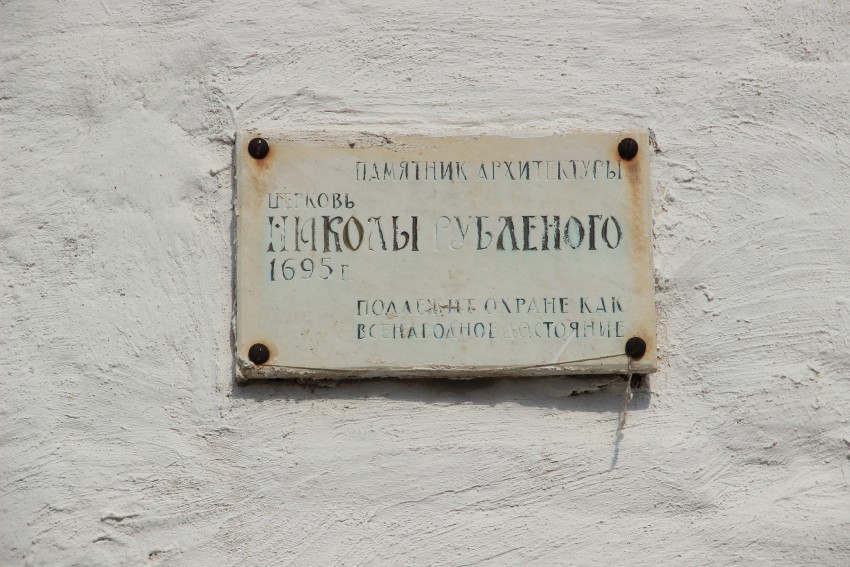 ПАМЯТНИК АРХИТЕКТУРЫ
ЦЕРКОВЬ
НИКОЛЫ РУБЛЕНОГО
1695 г.
ПОДЛЕЖИТ ОХРАНЕ КАК
ВСЕНАРОДНОЕ ДОСТОЯНИЕ